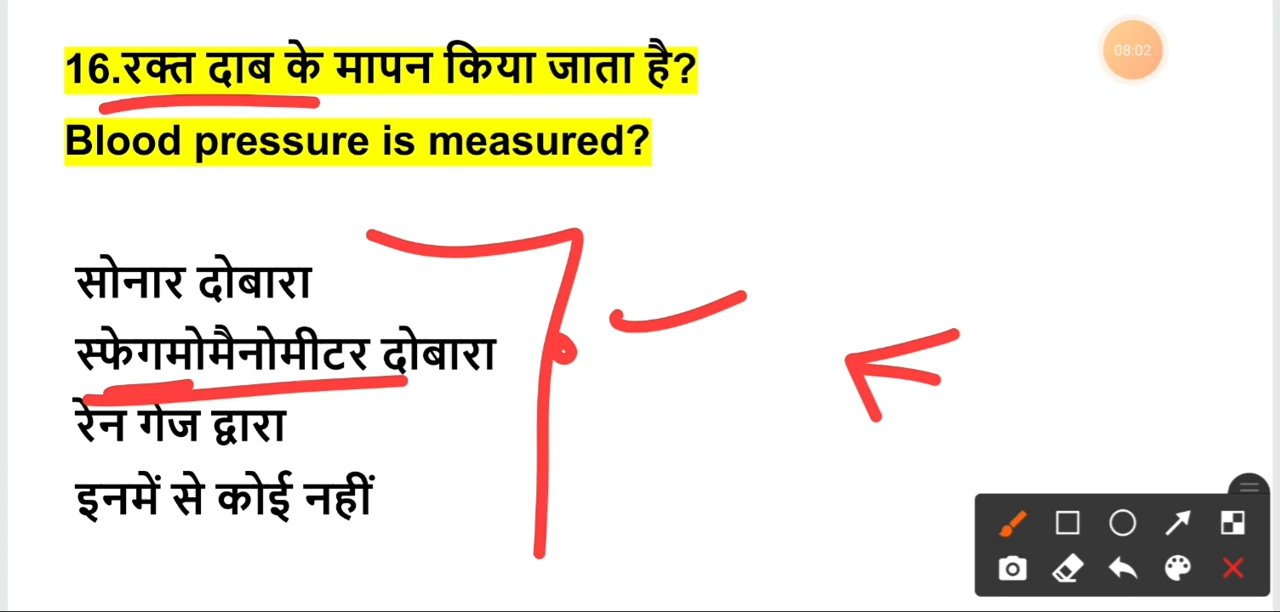 16.रक्त दाब के मापन किया जाता है?
Blood pressure is measured?
सोनार दोबारा
स्फेगमोमैनोमीटर दोबारा
रेन गेज द्वारा
इनमें से कोई नहीं
08:02